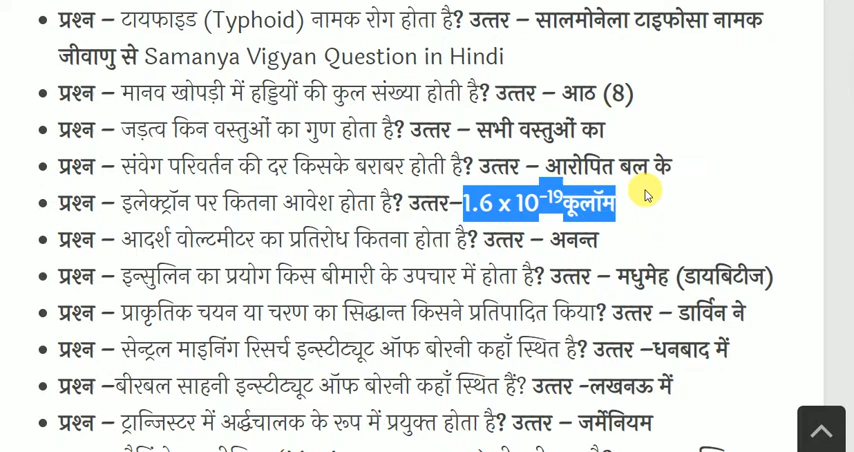 प्रश्न – टायफाइड (Typhoid) नामक रोग होता है? उत्तर – सालमोनेला टाइफोसा नामक
जीवाणु से Samanya Vigyan Question in Hindi
प्रश्न – मानव खोपड़ी में हड्डियों की कुल संख्या होती है? उत्तर – आठ (8)
प्रश्न – जड़त्व किन वस्तुओं का गुण होता है? उत्तर – सभी वस्तुओं का
प्रश्न – संवेग परिवर्तन की दर किसके बराबर होती है? उत्तर – आरोपित बल के
प्रश्न – इलेक्ट्रॉन पर कितना आवेश होता है? उत्तर–1.6 x 10⁻¹⁹कूलॉम
प्रश्न – आदर्श वोल्टमीटर का प्रतिरोध कितना होता है? उत्तर – अनन्त
प्रश्न – इन्सुलिन का प्रयोग किस बीमारी के उपचार में होता है? उत्तर – मधुमेह (डायबिटीज)
प्रश्न – प्राकृतिक चयन या चरण का सिद्धान्त किसने प्रतिपादित किया? उत्तर – डार्विन ने
प्रश्न – सेन्ट्रल माइनिंग रिसर्च इन्स्टीट्यूट ऑफ बोरनी कहाँ स्थित है? उत्तर –धनबाद में
प्रश्न –बीरबल साहनी इन्स्टीट्यूट ऑफ बोरनी कहाँ स्थित हैं? उत्तर -लखनऊ में
प्रश्न – ट्रान्जिस्टर में अर्द्धचालक के रूप में प्रयुक्त होता है? उत्तर – जर्मेनियम